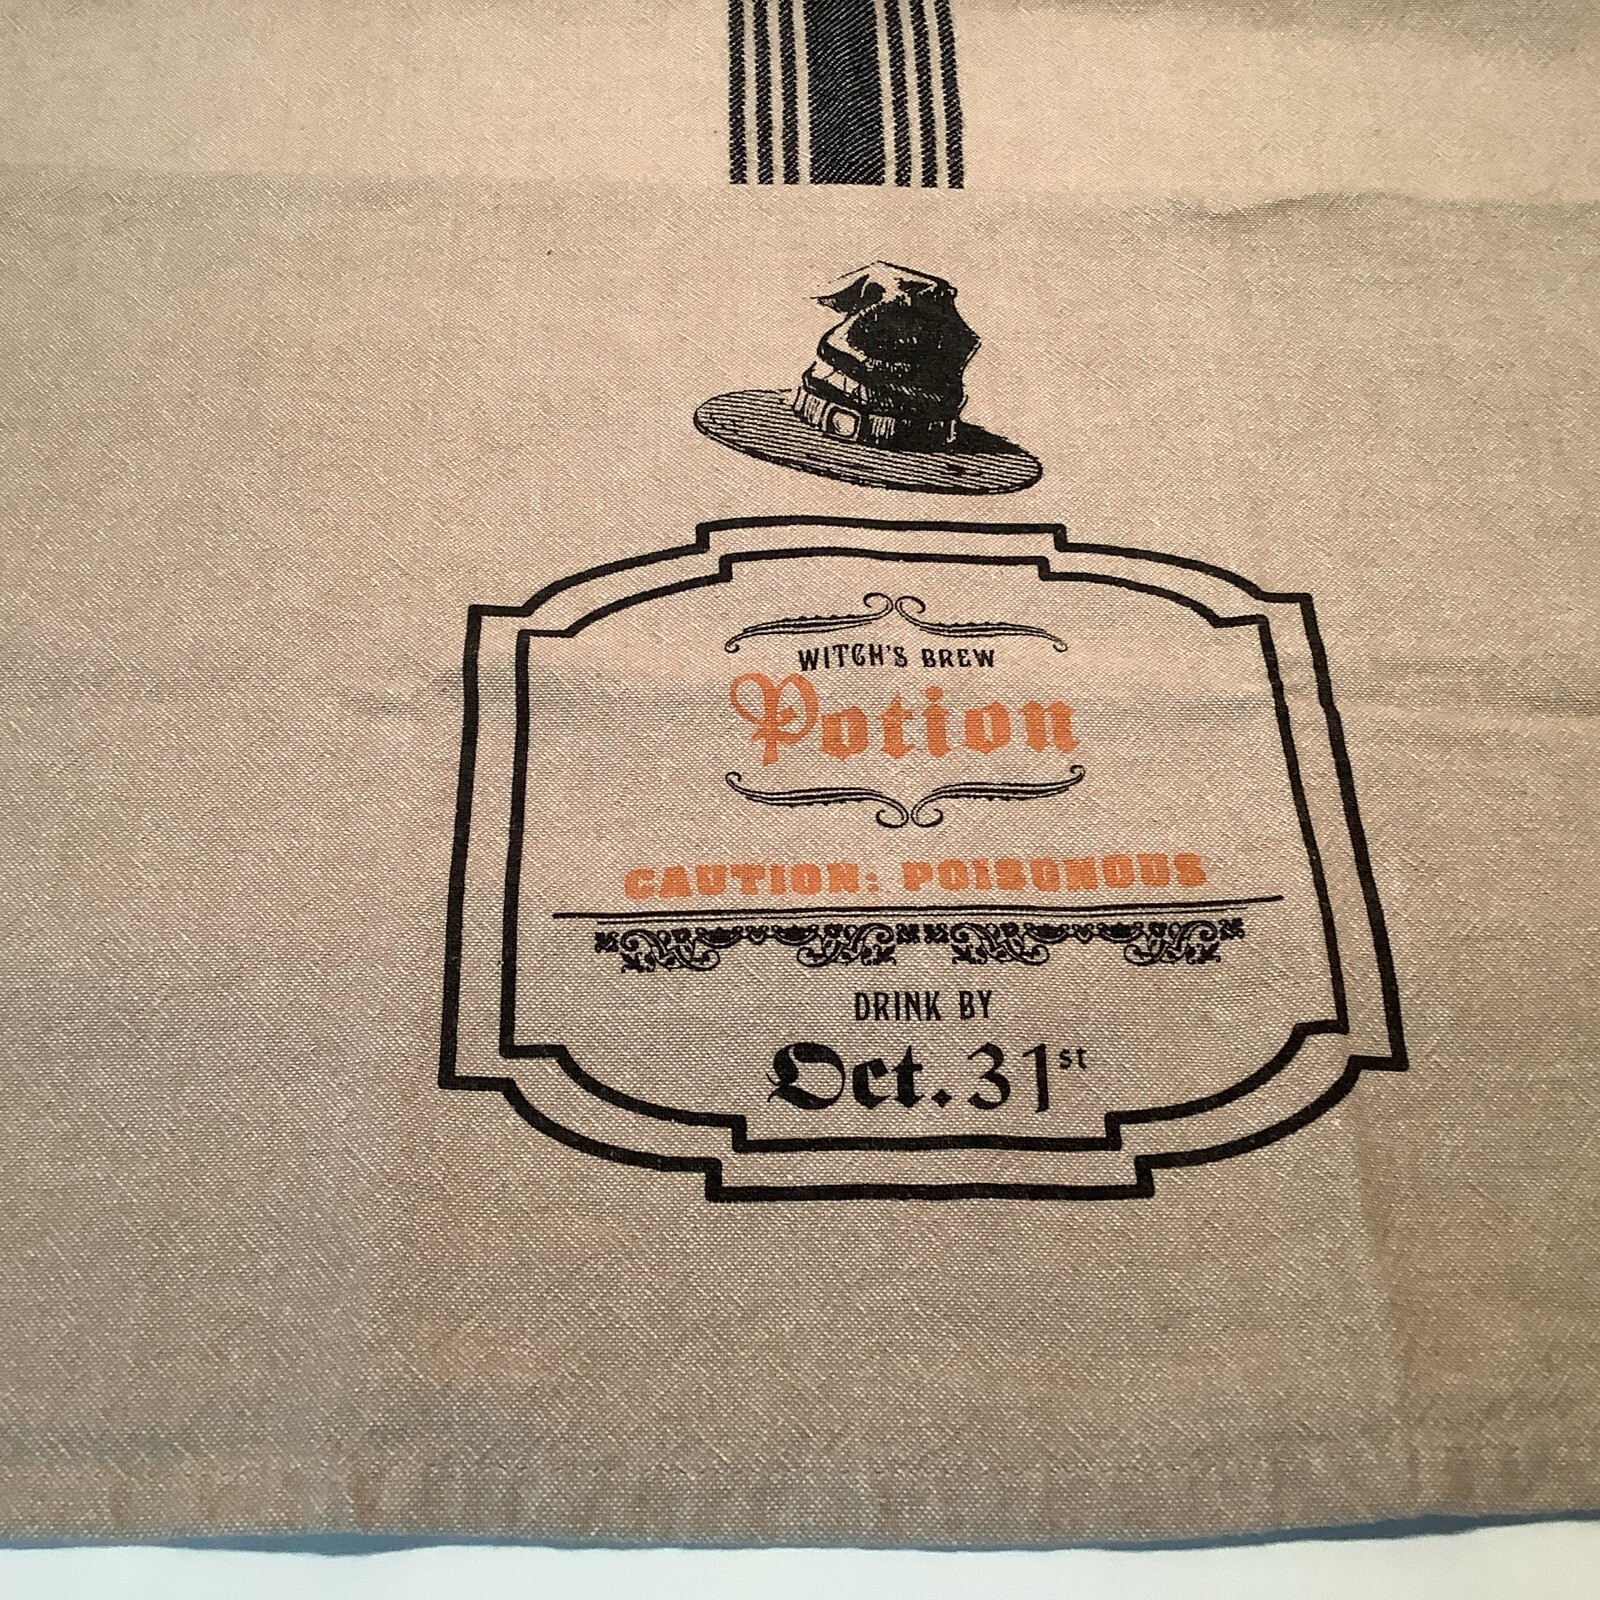 WITCH'S BREW
Potion
CAUTION: POISONOUS
DRINK BY
Oct. 31st